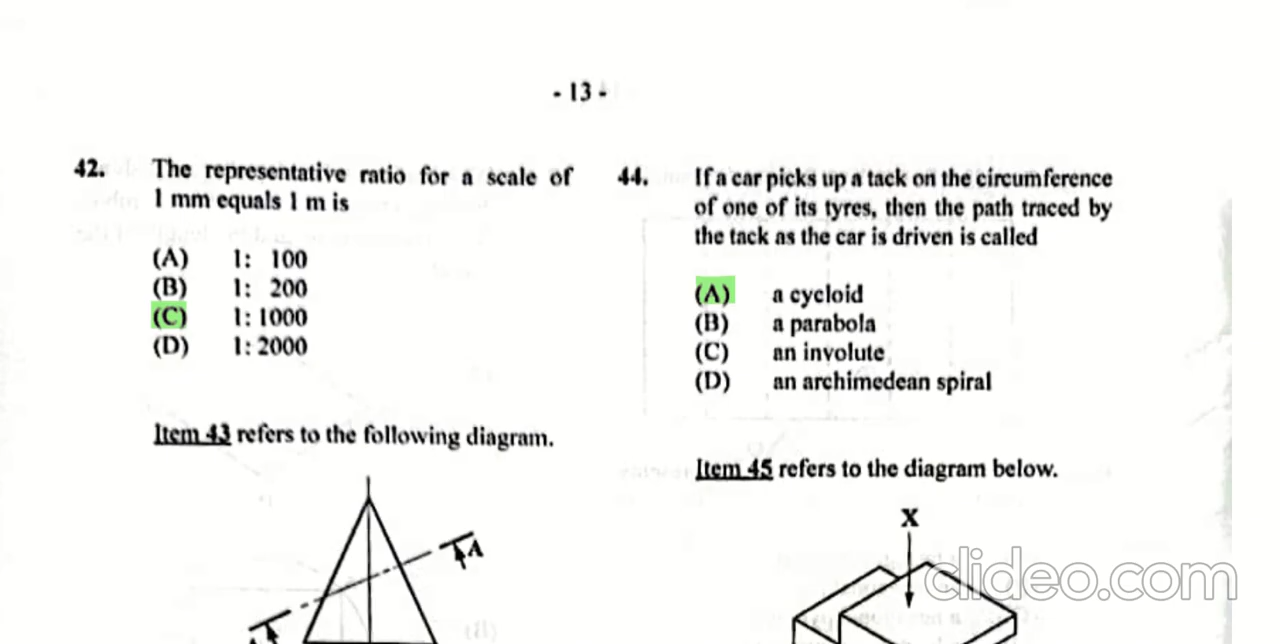 - 13 -
42. The representative ratio for a scale of
1 mm equals 1 m is
(A) 1: 100
(B) 1: 200
(C) 1: 1000
(D) 1: 2000
Item 43 refers to the following diagram.
A
44. If a car picks up a tack on the circumference
of one of its tyres, then the path traced by
the tack as the car is driven is called
(A) a cycloid
(B) a parabola
(C) an involute
(D) an archimedean spiral
Item 45 refers to the diagram below.
X
clideo.com